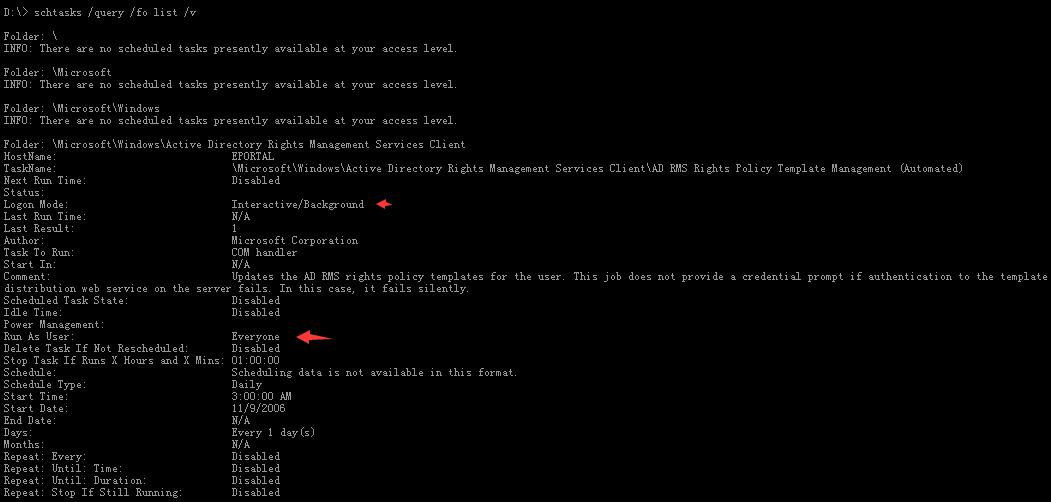 D:\> schtasks /query /fo list /v
Folder: \
INFO: There are no scheduled tasks presently available at your access level.
Folder: \Microsoft
INFO: There are no scheduled tasks presently available at your access level.
Folder: \Microsoft\Windows
INFO: There are no scheduled tasks presently available at your access level.
Folder: \Microsoft\Windows\Active Directory Rights Management Services Client
HostName: EPORTAL
TaskName: \Microsoft\Windows\Active Directory Rights Management Services Client\AD RMS Rights Policy Template Management (Automated)
Next Run Time: Disabled
Status:
Logon Mode: Interactive/Background
Last Run Time: N/A
Last Result: 1
Author: Microsoft Corporation
Task To Run: COM handler
Start In: N/A
Comment: Updates the AD RMS rights policy templates for the user. This job does not provide a credential prompt if authentication to the template
distribution web service on the server fails. In this case, it fails silently.
Scheduled Task State: Disabled
Idle Time: Disabled
Power Management:
Run As User: Everyone
Delete Task If Not Rescheduled: Disabled
Stop Task If Runs X Hours and X Mins: 01:00:00
Schedule: Scheduling data is not available in this format.
Schedule Type: Daily
Start Time: 3:00:00 AM
Start Date: 11/9/2006
End Date: N/A
Days: Every 1 day(s)
Months: N/A
Repeat: Every: Disabled
Repeat: Until: Time: Disabled
Repeat: Until: Duration: Disabled
Repeat: Stop If Still Running: Disabled